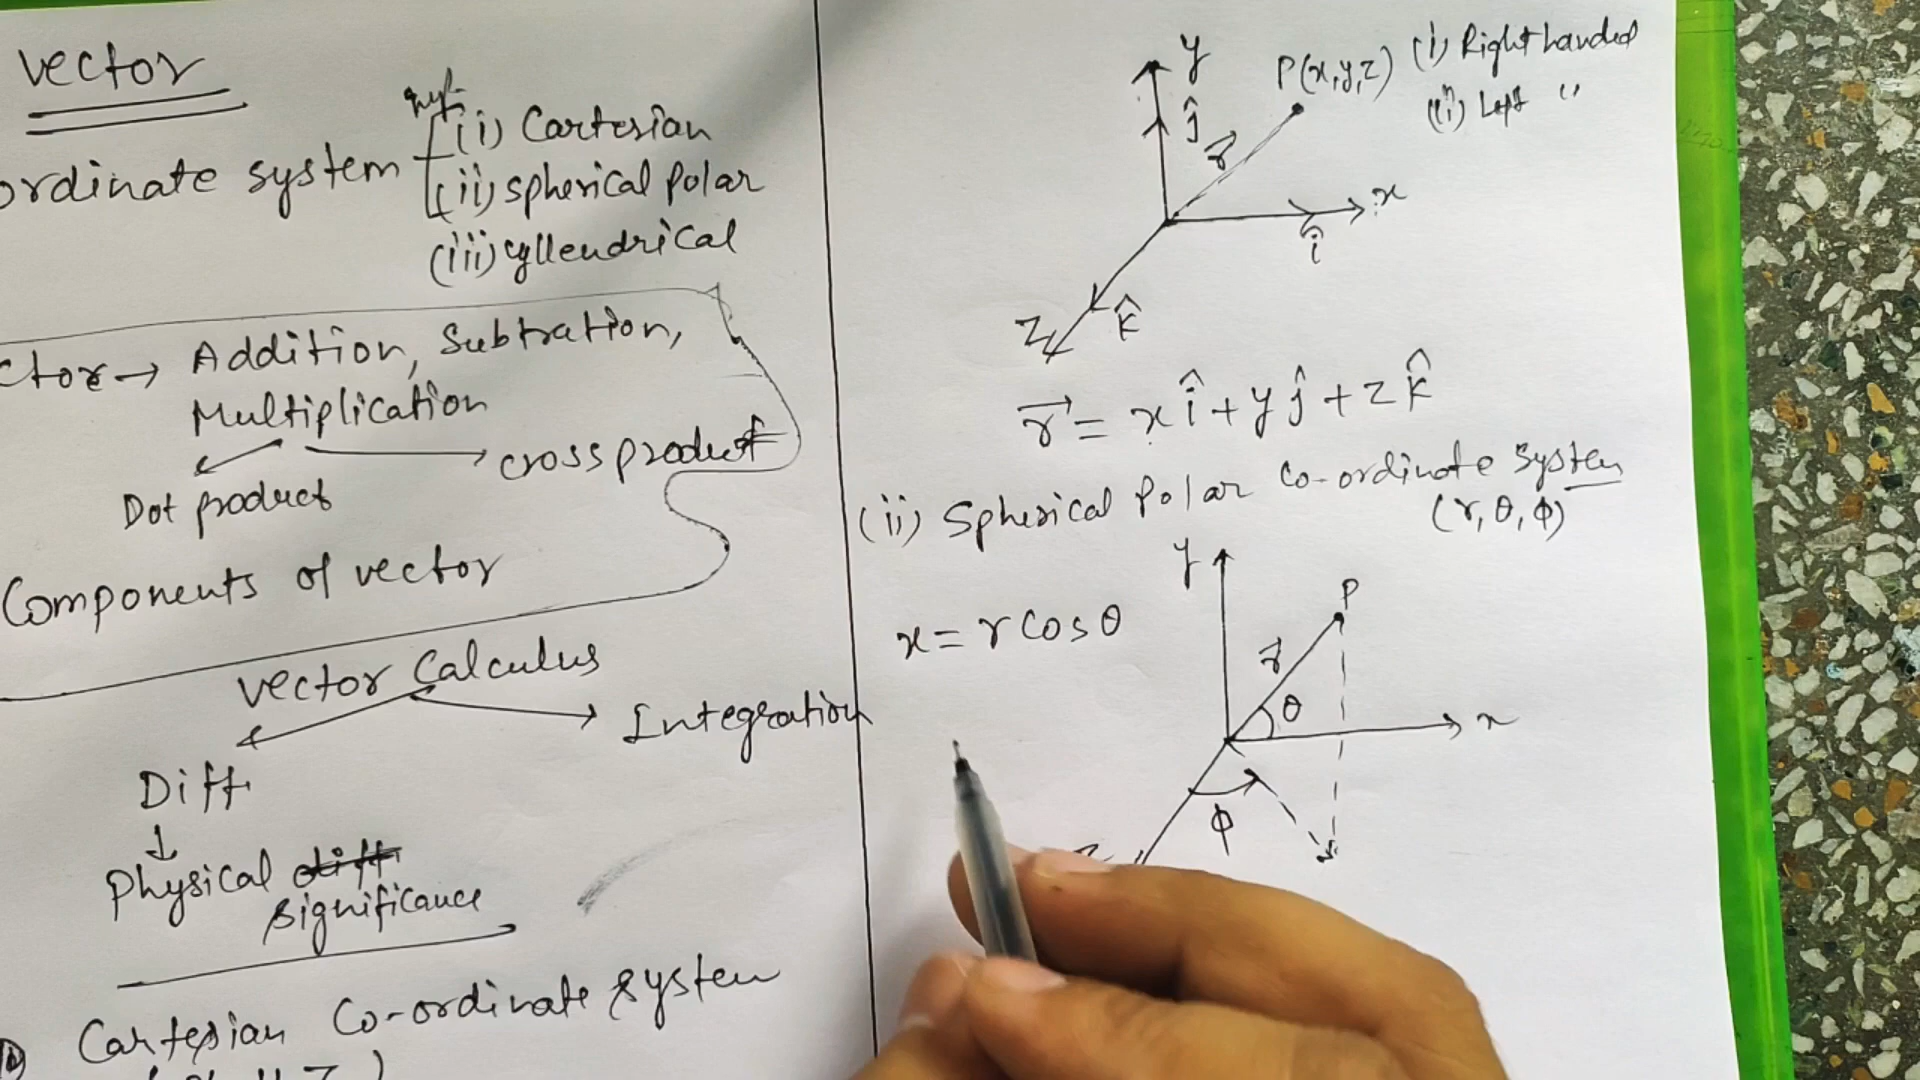 vector
ordinate system
(i) Cartesian
(ii) spherical polar
(iii) cyllendrical
ctor → Addition, Subtration,
Multiplication
Dot product
cross product
Components of vector
vector Calculus
Diff
Integration
Physical diff
significance
Cartesian Co-ordinate system
y
P(x,y,z)
(i) Right handed
(ii) Left "
ĵ
r⃗
x
î
z
k̂
r⃗ = x î + y ĵ + z k̂
(ii) Spherical Polar Co-ordinate System
(r, θ, φ)
y
P
x = r Cos θ
r⃗
θ
x
φ
z